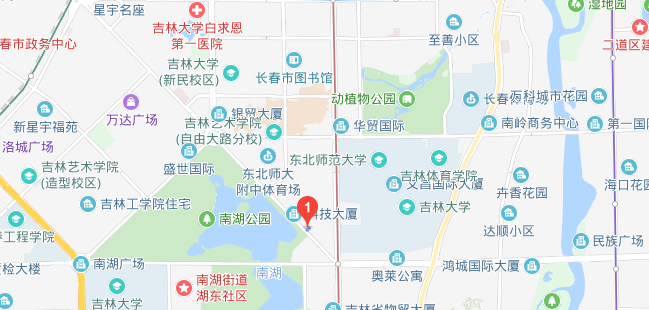 星宇名座
吉林大学白求恩
第一医院
至善小区
湿地园
二道区建
春市政务中心
吉林大学
(新民校区)
长春市图书馆
动植物公园
万科城市花园
万达广场
银贸大厦
新星宇福苑
吉林艺术学院
(自由大路分校)
华贸国际
南岭商务中心
第一国
洛城广场
吉林艺术学院
(造型校区)
盛世国际
东北师大
附中体育场
东北师范大学
吉林体育学院
文昌国际大厦
卉香花园
海口花园
吉林工学院住宅
南湖公园
1
科技大厦
吉林大学
达顺小区
工程学院
民族广场
检大楼
南湖广场
南湖
奥莱公寓
鸿城国际大厦
南湖街道
湖东社区
吉林大学
吉林省物贸大厦